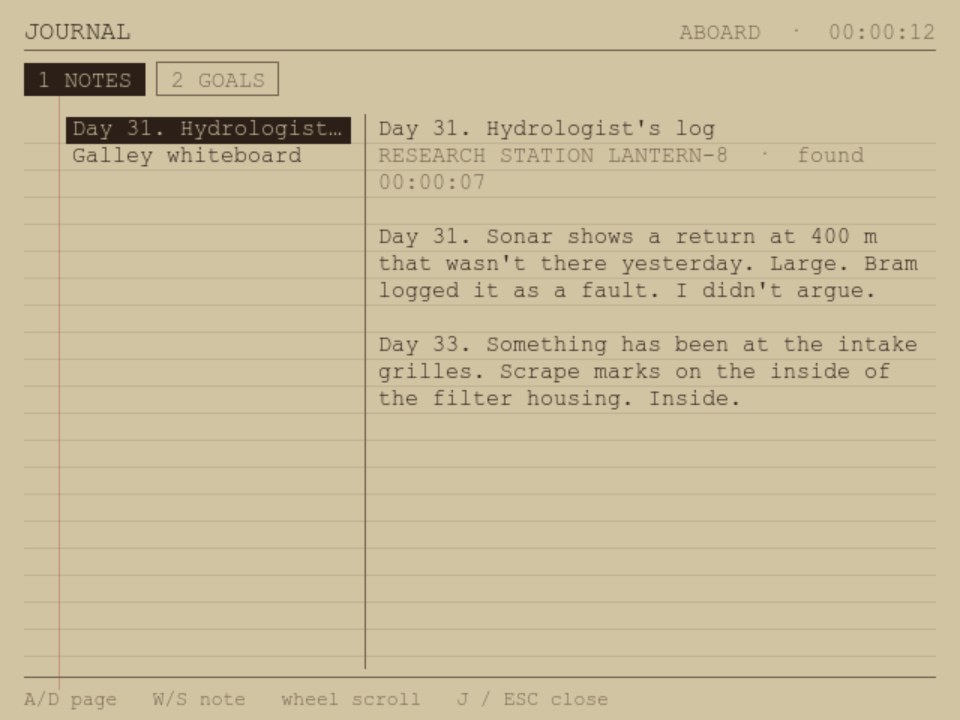 JOURNAL
ABOARD · 00:00:12
1 NOTES
2 GOALS
Day 31. Hydrologist…
Galley whiteboard
Day 31. Hydrologist's log
RESEARCH STATION LANTERN-8 · found
00:00:07
Day 31. Sonar shows a return at 400 m
that wasn't there yesterday. Large. Bram
logged it as a fault. I didn't argue.
Day 33. Something has been at the intake
grilles. Scrape marks on the inside of
the filter housing. Inside.
A/D page W/S note wheel scroll J / ESC close